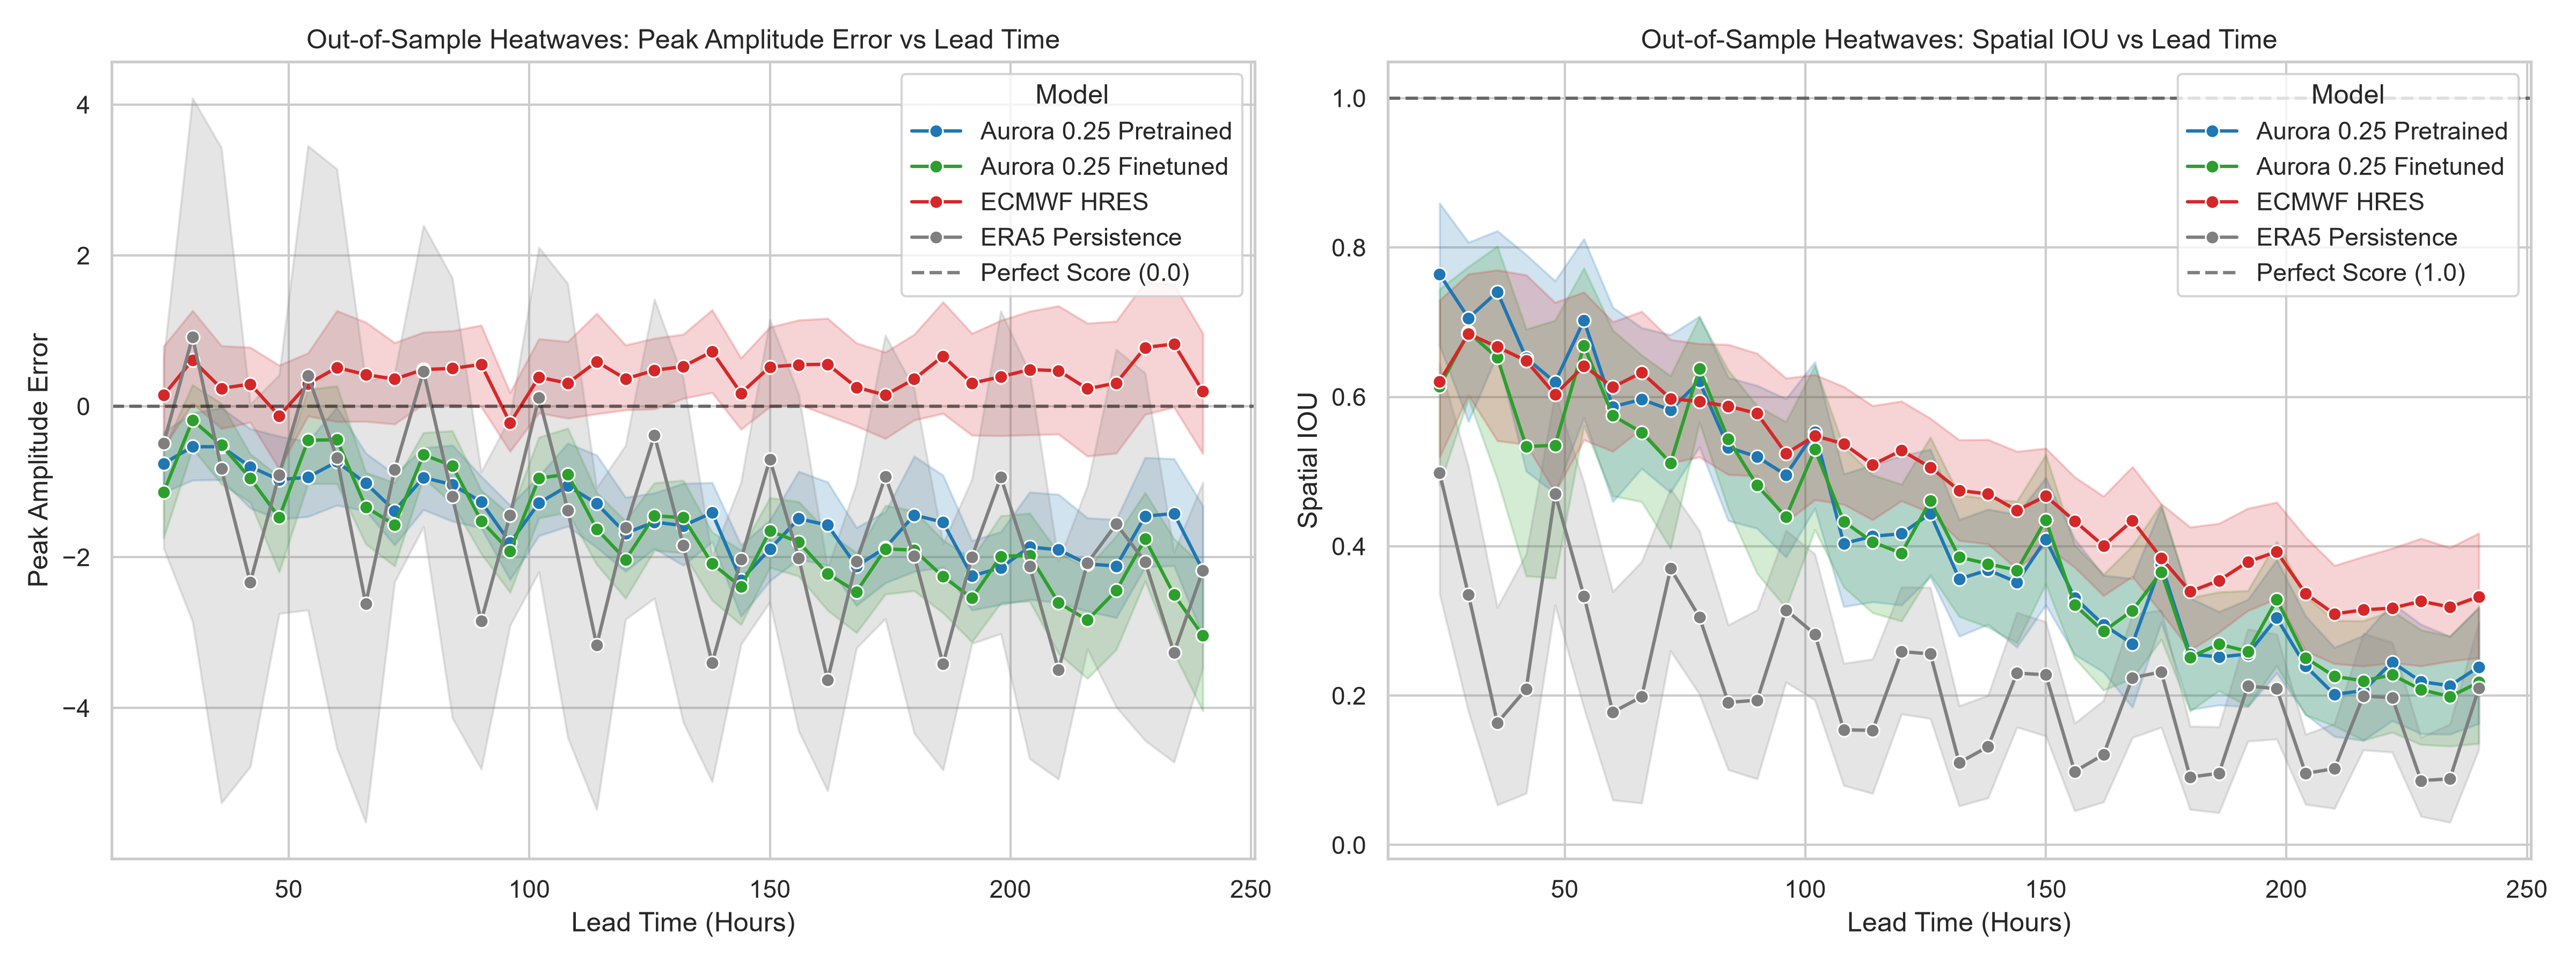 Out-of-Sample Heatwaves: Peak Amplitude Error vs Lead Time
Peak Amplitude Error
4
2
0
−2
−4
50
100
150
200
250
Lead Time (Hours)
Model
Aurora 0.25 Pretrained
Aurora 0.25 Finetuned
ECMWF HRES
ERA5 Persistence
Perfect Score (0.0)
Out-of-Sample Heatwaves: Spatial IOU vs Lead Time
Spatial IOU
1.0
0.8
0.6
0.4
0.2
0.0
50
100
150
200
250
Lead Time (Hours)
Model
Aurora 0.25 Pretrained
Aurora 0.25 Finetuned
ECMWF HRES
ERA5 Persistence
Perfect Score (1.0)